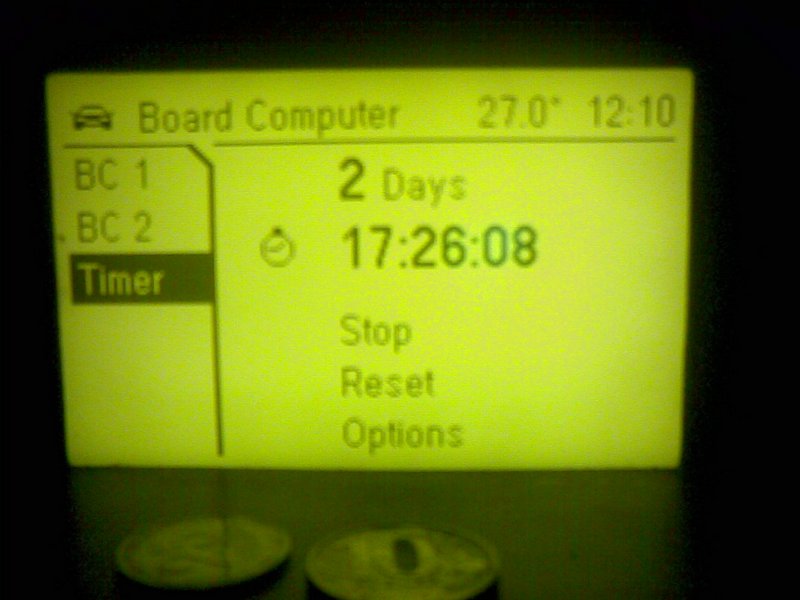 Board Computer 27.0° 12:10
BC 1
BC 2
Timer
2 Days
17:26:08
Stop
Reset
Options